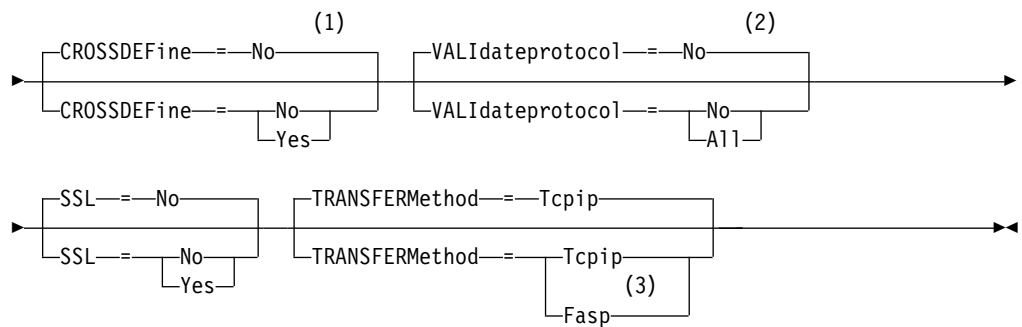 (1) (2)
CROSSDEFine = No VALIdateprotocol = No
CROSSDEFine = No VALIdateprotocol = No
Yes All
SSL = No TRANSFERMethod = Tcpip
SSL = No TRANSFERMethod = Tcpip
Yes (3)
Fasp